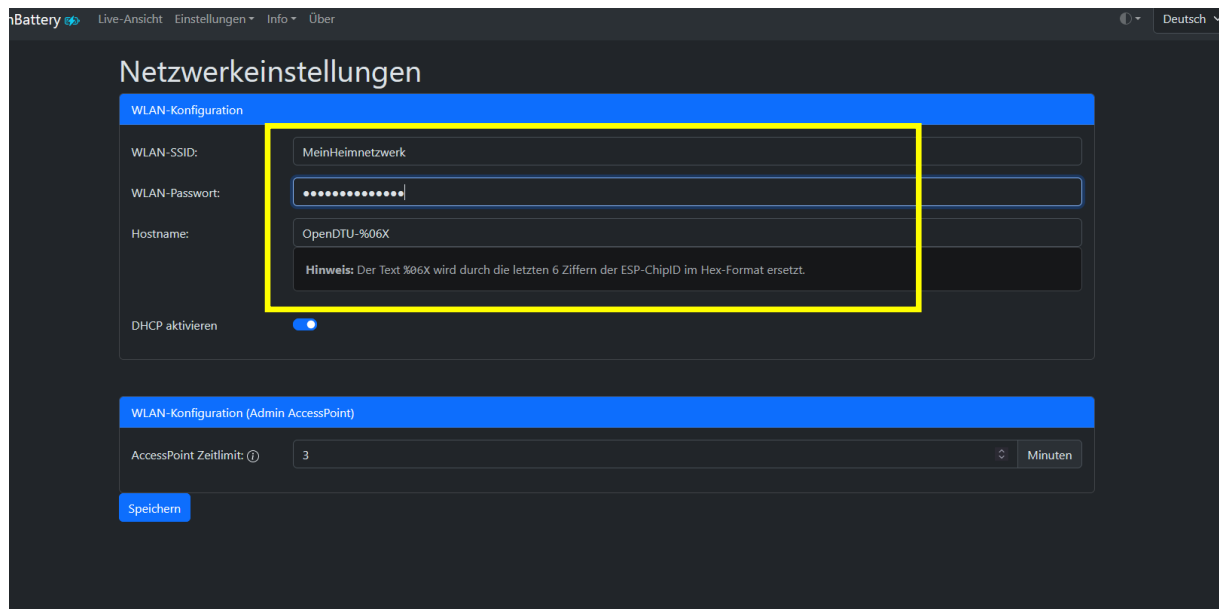 nBattery Live-Ansicht Einstellungen Info Über Deutsch
Netzwerkeinstellungen
WLAN-Konfiguration
WLAN-SSID: MeinHeimnetzwerk
WLAN-Passwort: ••••••••••••••
Hostname: OpenDTU-%06X
Hinweis: Der Text %06X wird durch die letzten 6 Ziffern der ESP-ChipID im Hex-Format ersetzt.
DHCP aktivieren
WLAN-Konfiguration (Admin AccessPoint)
AccessPoint Zeitlimit: 3 Minuten
Speichern